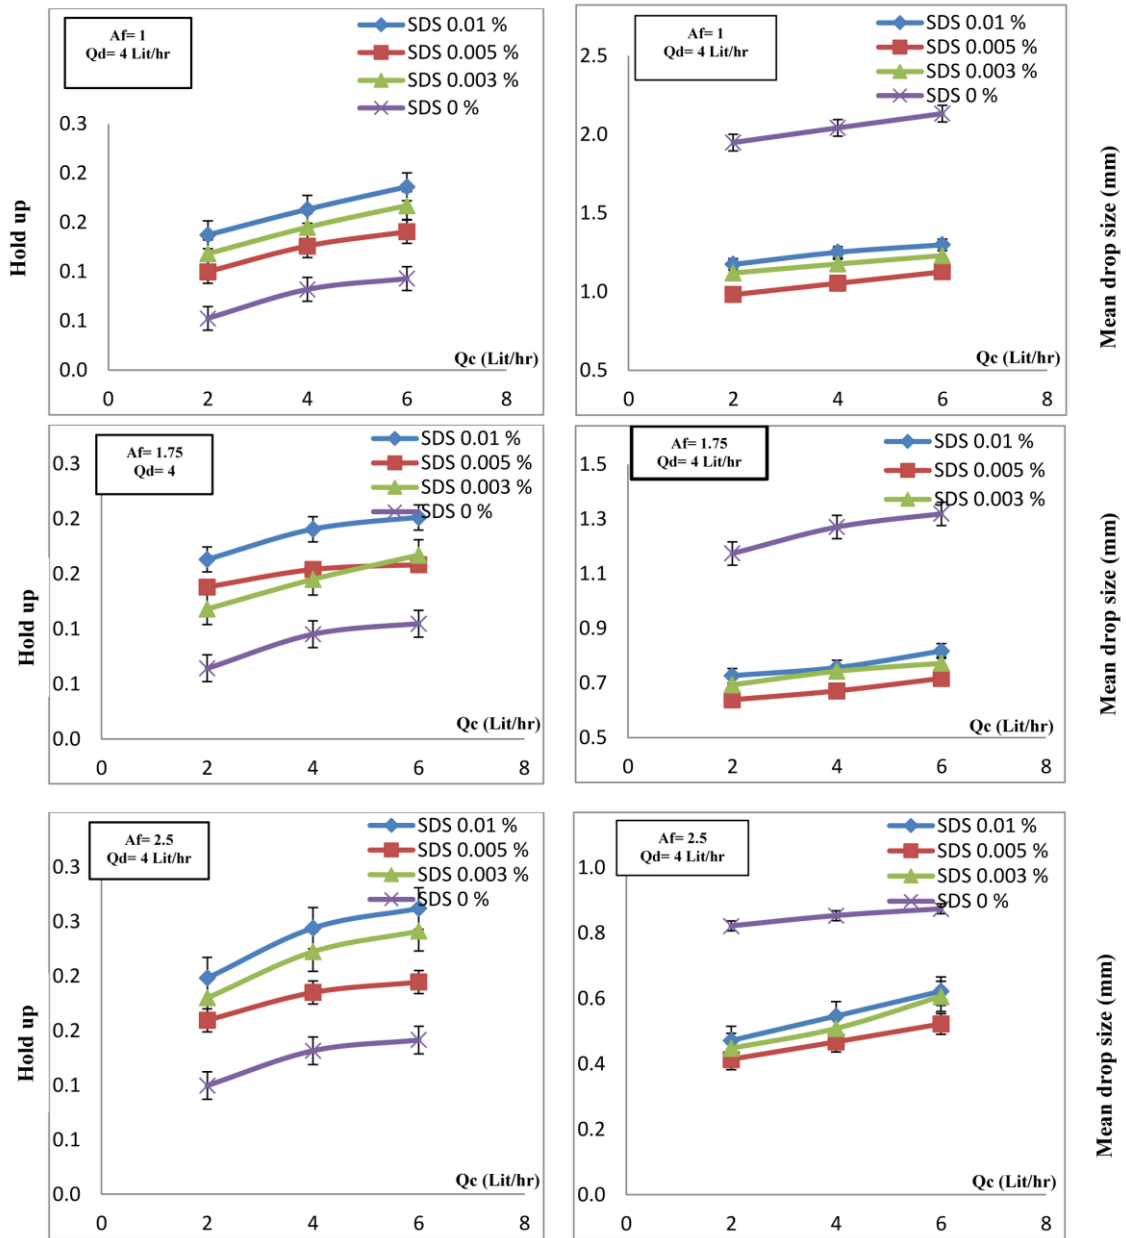 Af= 1
Qd= 4 Lit/hr
SDS 0.01 %
SDS 0.005 %
SDS 0.003 %
SDS 0 %
0.3
0.2
0.2
0.1
0.1
0.0
Hold up
Qc (Lit/hr)
0 2 4 6 8
Af= 1
Qd= 4 Lit/hr
SDS 0.01 %
SDS 0.005 %
SDS 0.003 %
SDS 0 %
2.5
2.0
1.5
1.0
0.5
Mean drop size (mm)
0 2 4 6 8
Af= 1.75
Qd= 4
SDS 0.01 %
SDS 0.005 %
SDS 0.003 %
SDS 0 %
0.3
0.2
0.2
0.1
0.1
0.0
Hold up
Qc (Lit/hr)
0 2 4 6 8
Af= 1.75
Qd= 4 Lit/hr
SDS 0.01 %
SDS 0.005 %
SDS 0.003 %
1.5
1.3
1.1
0.9
0.7
0.5
Mean drop size (mm)
Qc (Lit/hr)
0 2 4 6 8
Af= 2.5
Qd= 4 Lit/hr
SDS 0.01 %
SDS 0.005 %
SDS 0.003 %
SDS 0 %
0.3
0.3
0.2
0.2
0.1
0.1
0.0
Hold up
Qc (Lit/hr)
0 2 4 6 8
Af= 2.5
Qd= 4 Lit/hr
SDS 0.01 %
SDS 0.005 %
SDS 0.003 %
SDS 0 %
1.0
0.8
0.6
0.4
0.2
0.0
Mean drop size (mm)
Qc (Lit/hr)
0 2 4 6 8